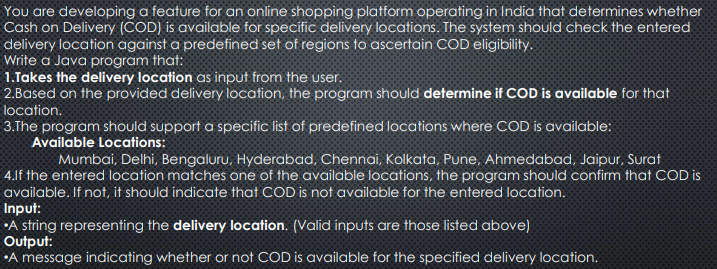 You are developing a feature for an online shopping platform operating in India that determines whether
Cash on Delivery (COD) is available for specific delivery locations. The system should check the entered
delivery location against a predefined set of regions to ascertain COD eligibility.
Write a Java program that:
1.Takes the delivery location as input from the user.
2.Based on the provided delivery location, the program should determine if COD is available for that
location.
3.The program should support a specific list of predefined locations where COD is available:
Available Locations:
Mumbai, Delhi, Bengaluru, Hyderabad, Chennai, Kolkata, Pune, Ahmedabad, Jaipur, Surat
4.If the entered location matches one of the available locations, the program should confirm that COD is
available. If not, it should indicate that COD is not available for the entered location.
Input:
•A string representing the delivery location. (Valid inputs are those listed above)
Output:
•A message indicating whether or not COD is available for the specified delivery location.